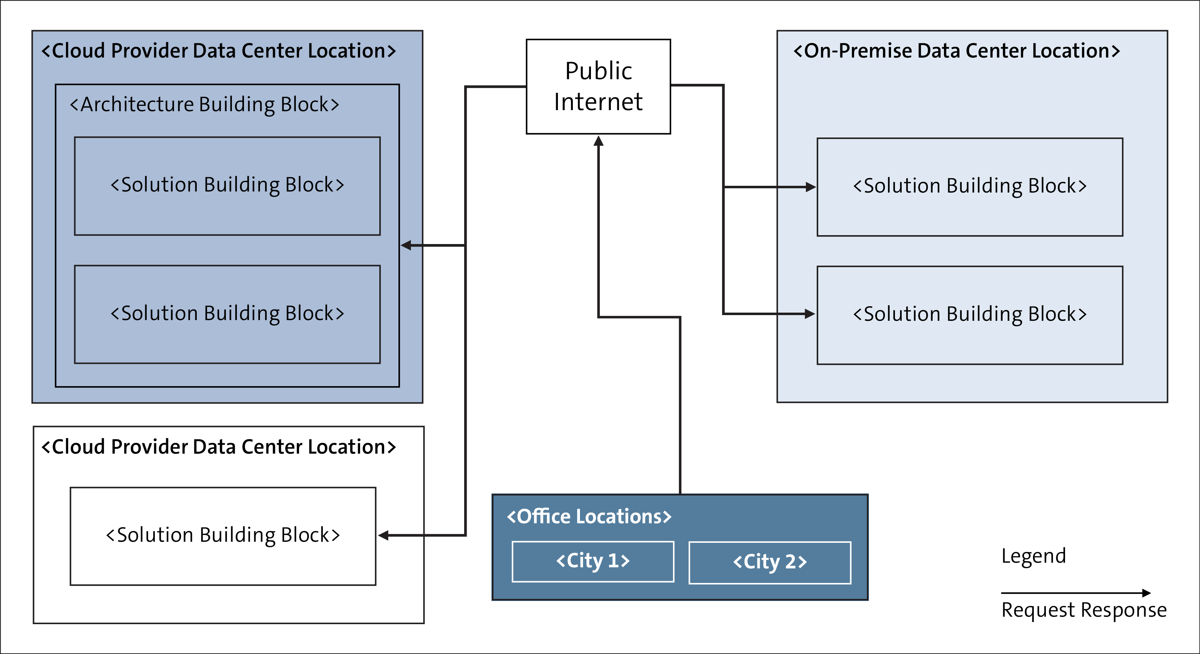 <Cloud Provider Data Center Location>
<Architecture Building Block>
<Solution Building Block>
<Solution Building Block>
<Cloud Provider Data Center Location>
<Solution Building Block>
Public
Internet
<On-Premise Data Center Location>
<Solution Building Block>
<Solution Building Block>
<Office Locations>
<City 1>
<City 2>
Legend
Request Response